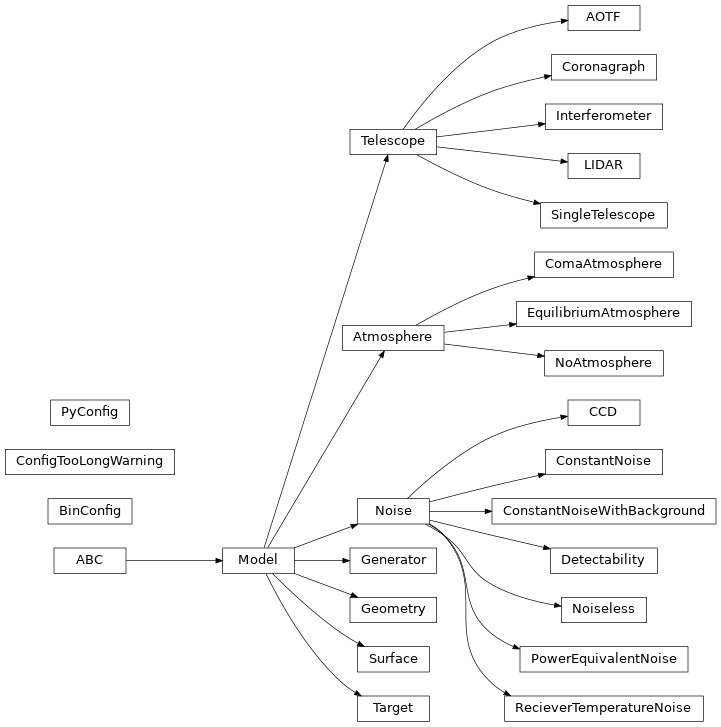 AOTF
Coronagraph
Interferometer
Telescope
LIDAR
SingleTelescope
ComaAtmosphere
EquilibriumAtmosphere
Atmosphere
NoAtmosphere
PyConfig
CCD
ConfigTooLongWarning
ConstantNoise
BinConfig
Noise
ConstantNoiseWithBackground
ABC
Model
Generator
Detectability
Geometry
Noiseless
Surface
PowerEquivalentNoise
Target
RecieverTemperatureNoise